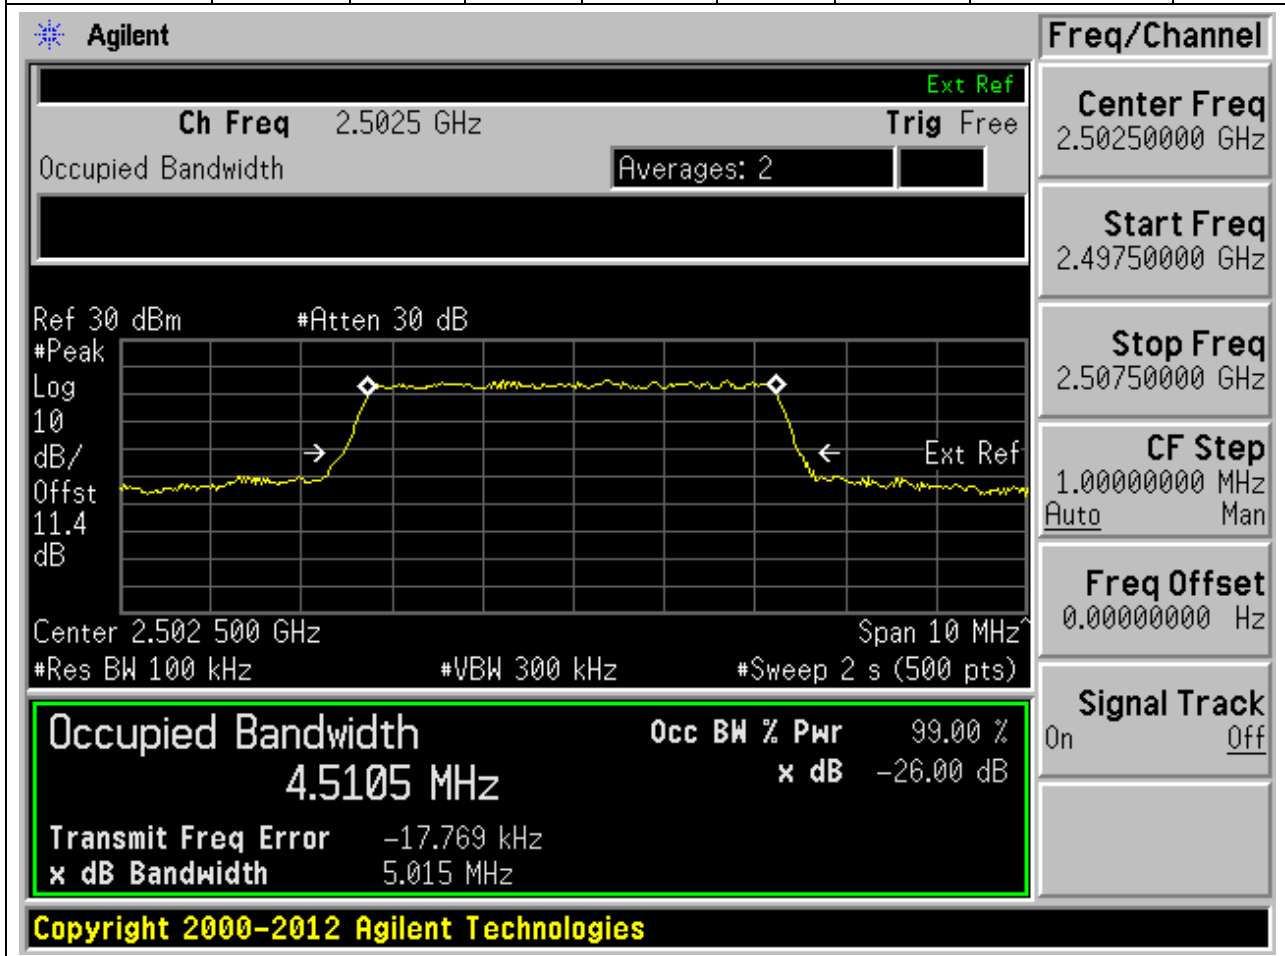 Agilent
Freq/Channel
Ext Ref
Ch Freq 2.5025 GHz Trig Free
Occupied Bandwidth Averages: 2
Center Freq
2.50250000 GHz
Start Freq
2.49750000 GHz
Stop Freq
2.50750000 GHz
CF Step
1.00000000 MHz
Auto Man
Freq Offset
0.00000000 Hz
Signal Track
On Off
Ref 30 dBm #Atten 30 dB
#Peak
Log
10
dB/
Offst
11.4
dB
Ext Ref
Center 2.502 500 GHz Span 10 MHz^
#Res BW 100 kHz #VBW 300 kHz #Sweep 2 s (500 pts)
Occupied Bandwidth Occ BW % Pwr 99.00 %
4.5105 MHz x dB -26.00 dB
Transmit Freq Error -17.769 kHz
x dB Bandwidth 5.015 MHz
Copyright 2000-2012 Agilent Technologies